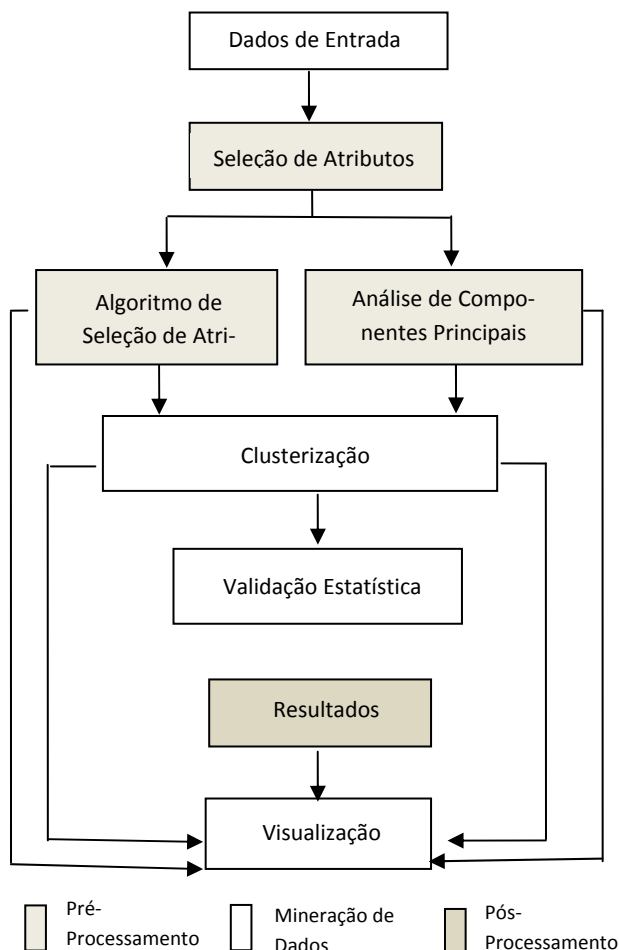 Dados de Entrada
Seleção de Atributos
Algoritmo de
Seleção de Atri-
Análise de Compo-
nentes Principais
Clusterização
Validação Estatística
Resultados
Visualização
Pré-
Processamento
Mineração de
Dados
Pós-
Processamento